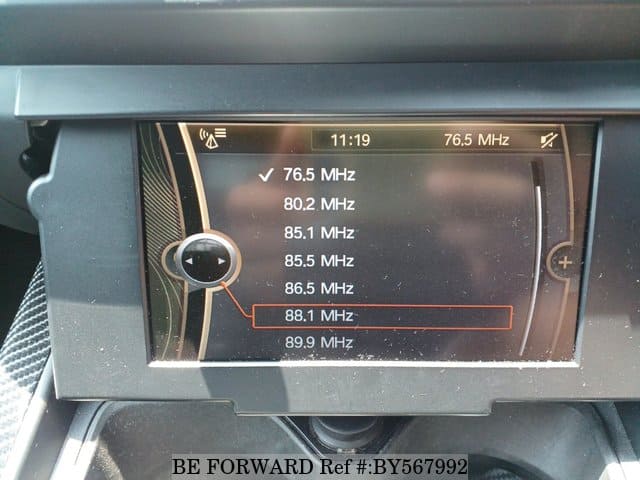 11:19 76.5 MHz
✓ 76.5 MHz
80.2 MHz
85.1 MHz
85.5 MHz
86.5 MHz
88.1 MHz
89.9 MHz
BE FORWARD Ref #:BY567992